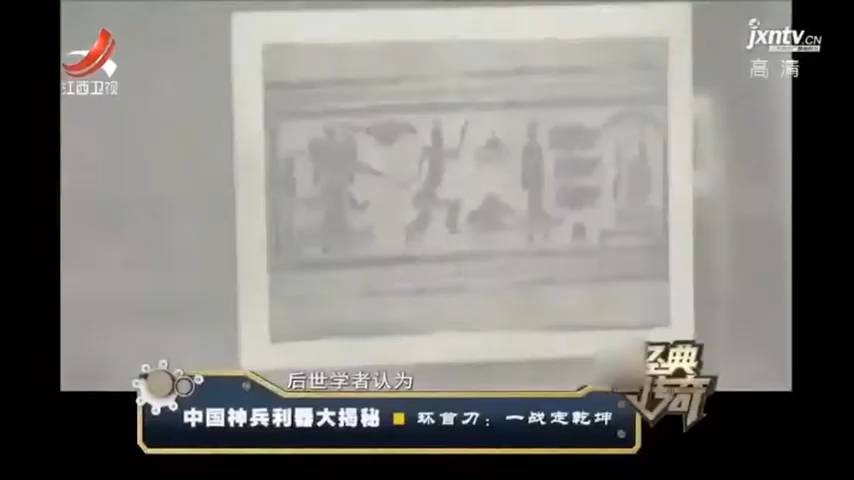 江西卫视
jxntv.CN
高清
后世学者认为
经典
传奇
中国神兵利器大揭秘 环首刀：一战定乾坤